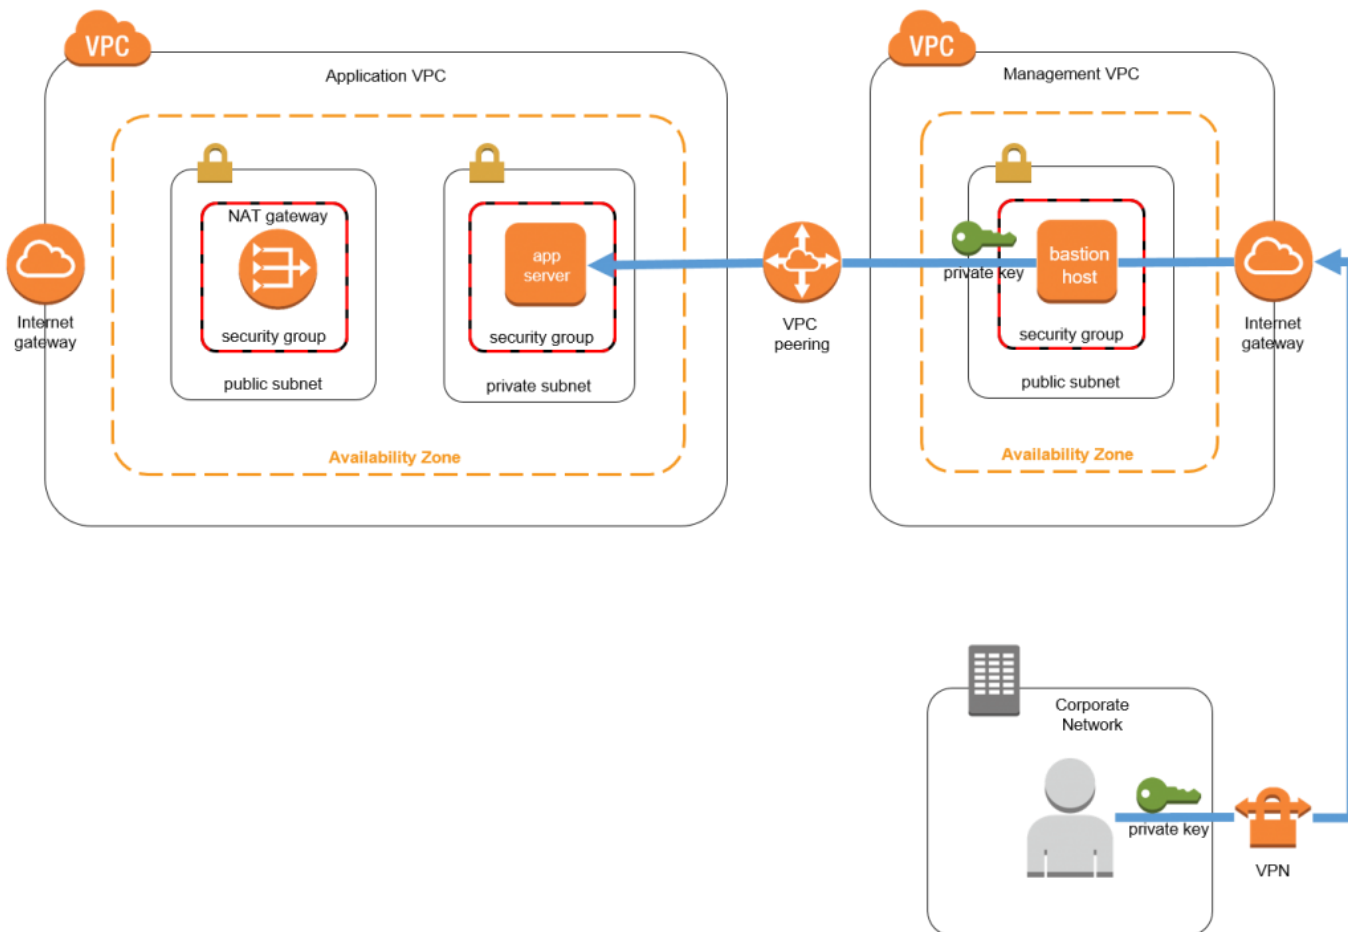 VPC
Application VPC
NAT gateway
security group
public subnet
app
server
security group
private subnet
Availability Zone
Internet
gateway
VPC
peering
VPC
Management VPC
private key
bastion
host
security group
public subnet
Availability Zone
Internet
gateway
Corporate
Network
private key
VPN